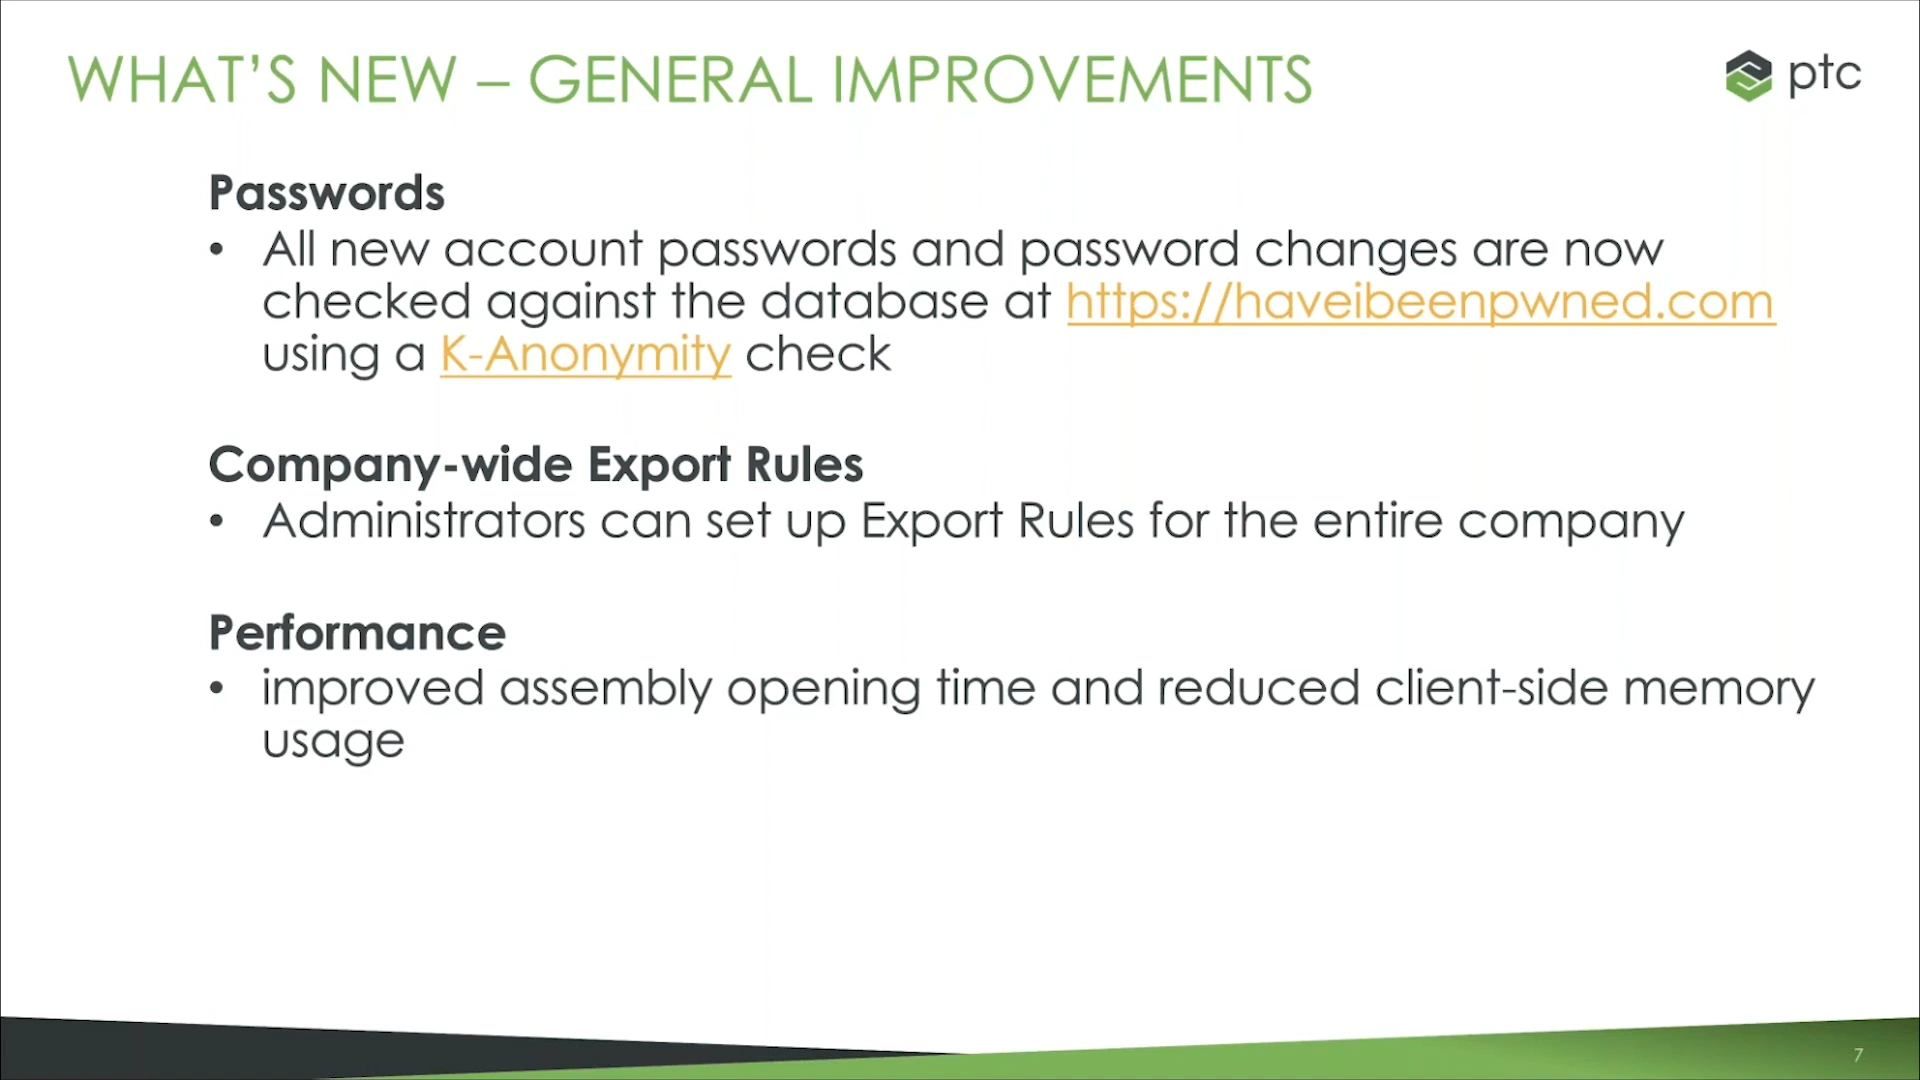 WHAT'S NEW – GENERAL IMPROVEMENTS
ptc
Passwords
• All new account passwords and password changes are now
checked against the database at https://haveibeenpwned.com
using a K-Anonymity check
Company-wide Export Rules
• Administrators can set up Export Rules for the entire company
Performance
• improved assembly opening time and reduced client-side memory
usage
7